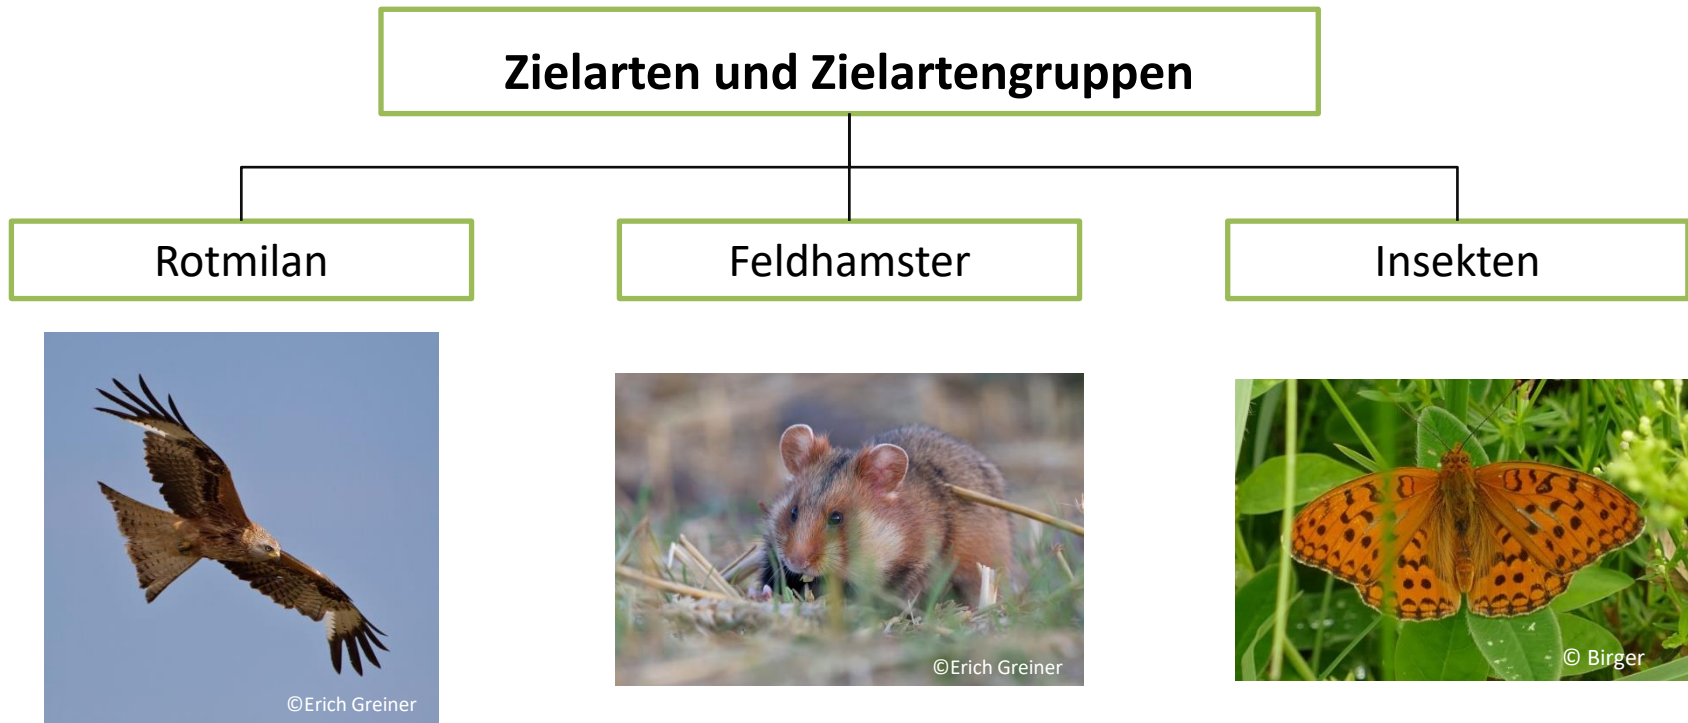 Zielarten und Zielartengruppen
Rotmilan
Feldhamster
Insekten
©Erich Greiner
©Erich Greiner
© Birger